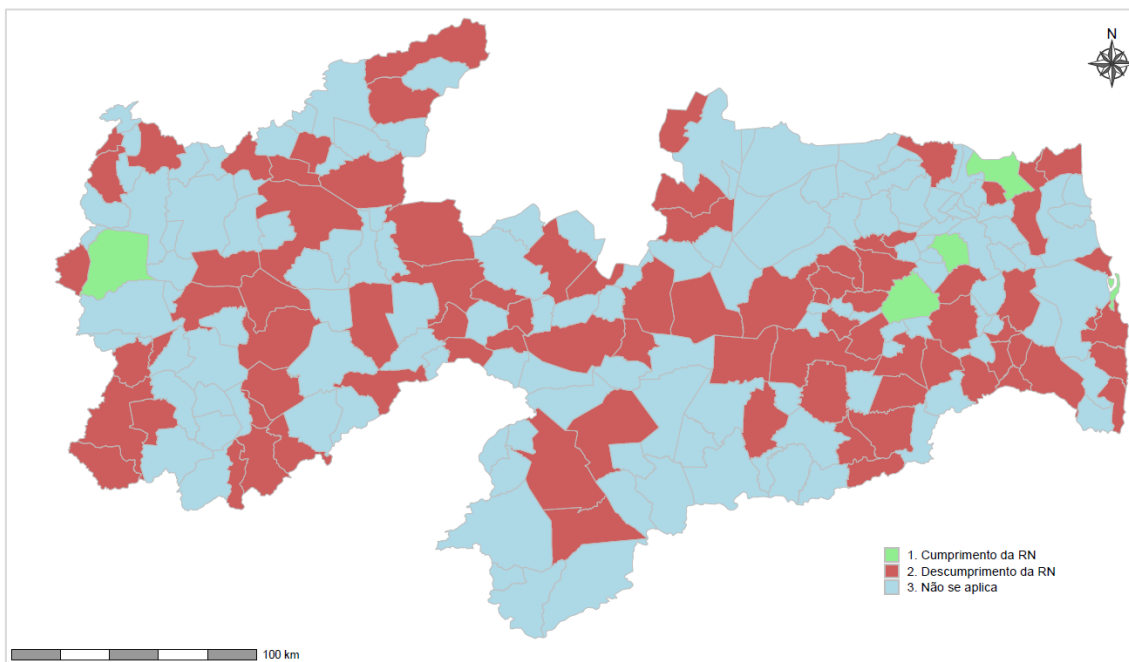 N
1. Cumprimento da RN
2. Descumprimento da RN
3. Não se aplica
100 km